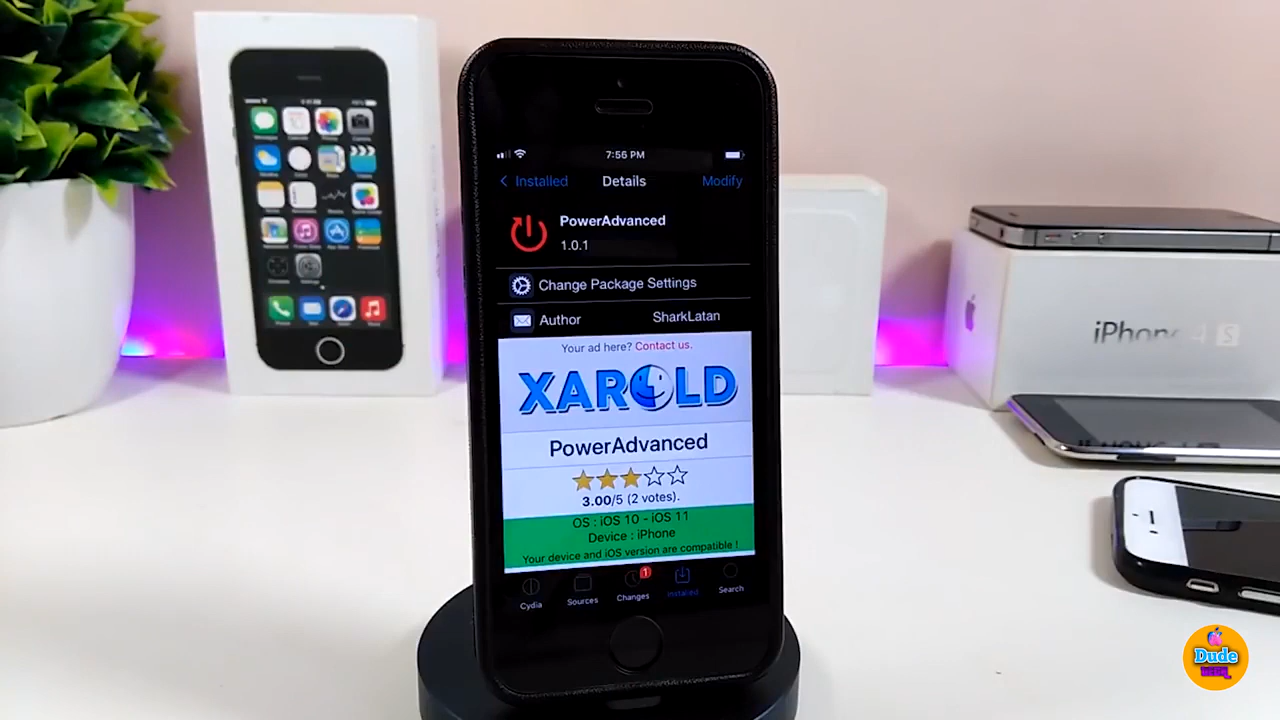 7:56 PM
Installed
Details
Modify
PowerAdvanced
1.0.1
Change Package Settings
Author
SharkLatan
Your ad here? Contact us.
XAROLD
PowerAdvanced
3.00/5 (2 votes).
OS : iOS 10 - iOS 11
Device : iPhone
Your device and iOS version are compatible !
1
Cydia
Sources
Changes
Installed
Search
iPhone 4 S
Dude